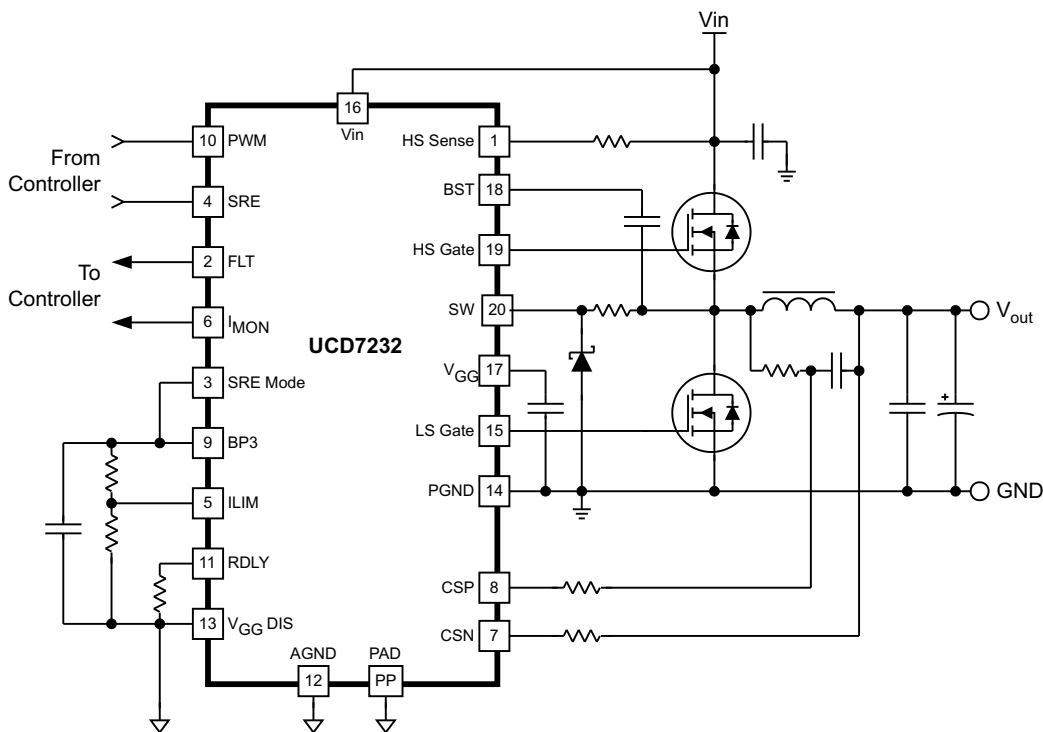 Vin
16
Vin
10 PWM
HS Sense 1
From
Controller
4 SRE
BST 18
2 FLT
HS Gate 19
To
Controller
6 IMON
SW 20
Vout
UCD7232
3 SRE Mode
VGG 17
9 BP3
LS Gate 15
+
5 ILIM
PGND 14
GND
11 RDLY
CSP 8
13 VGG DIS
CSN 7
AGND
PAD
12
PP